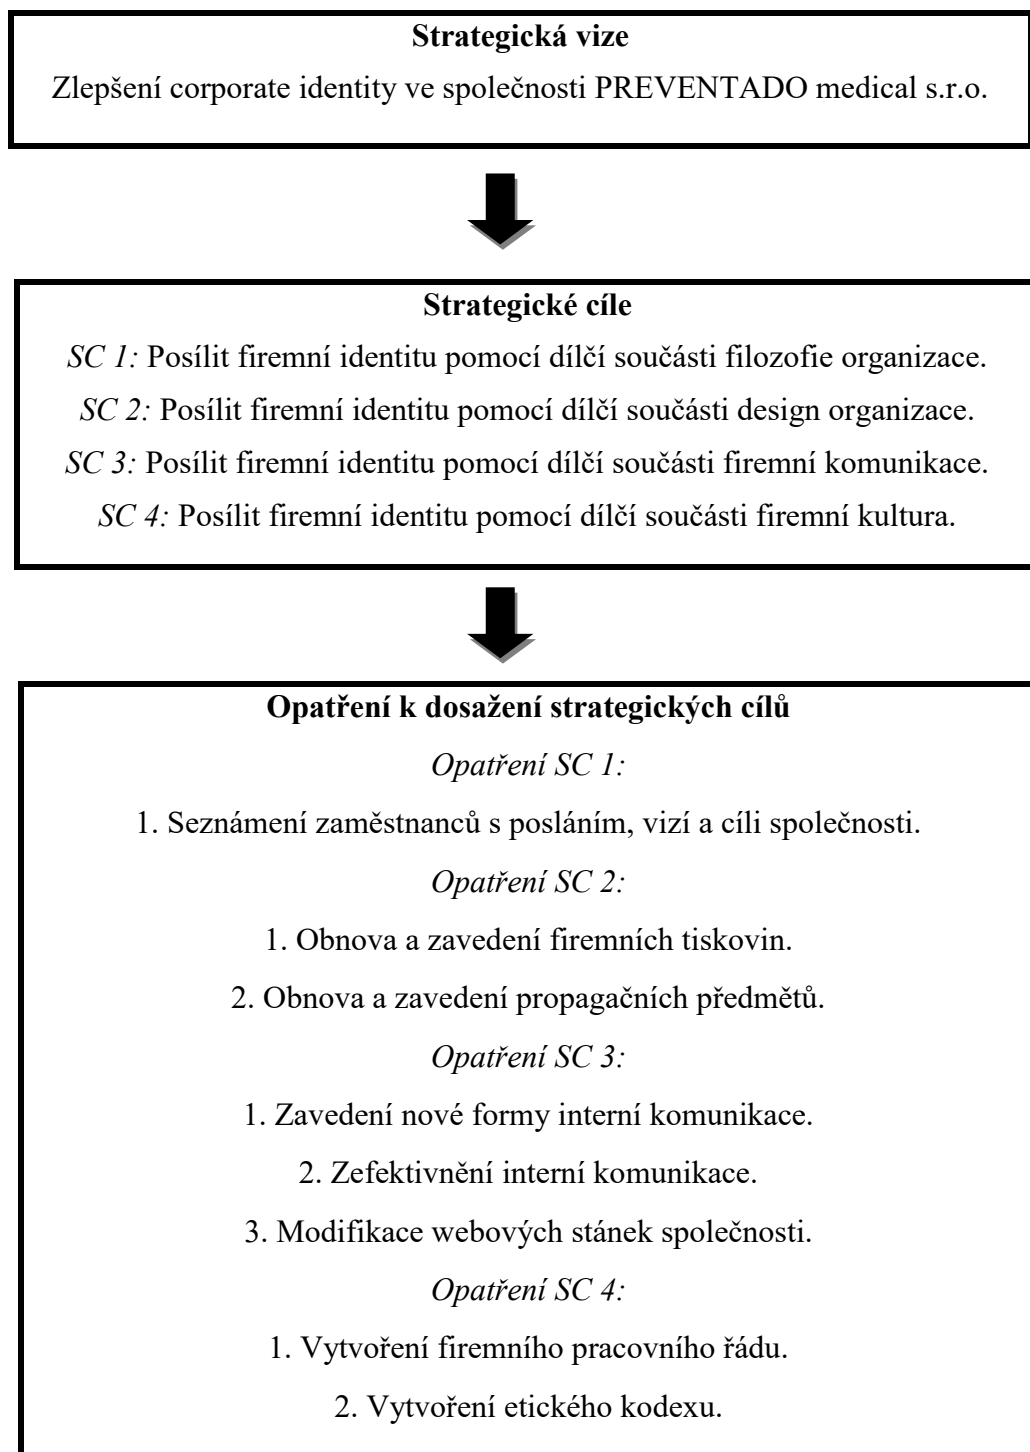 Strategická vize
Zlepšení corporate identity ve společnosti PREVENTADO medical s.r.o.
Strategické cíle
SC 1: Posílit firemní identitu pomocí dílčí součásti filozofie organizace.
SC 2: Posílit firemní identitu pomocí dílčí součásti design organizace.
SC 3: Posílit firemní identitu pomocí dílčí součásti firemní komunikace.
SC 4: Posílit firemní identitu pomocí dílčí součásti firemní kultura.
Opatření k dosažení strategických cílů
Opatření SC 1:
1. Seznámení zaměstnanců s posláním, vizí a cíli společnosti.
Opatření SC 2:
1. Obnova a zavedení firemních tiskovin.
2. Obnova a zavedení propagačních předmětů.
Opatření SC 3:
1. Zavedení nové formy interní komunikace.
2. Zefektivnění interní komunikace.
3. Modifikace webových stánek společnosti.
Opatření SC 4:
1. Vytvoření firemního pracovního řádu.
2. Vytvoření etického kodexu.